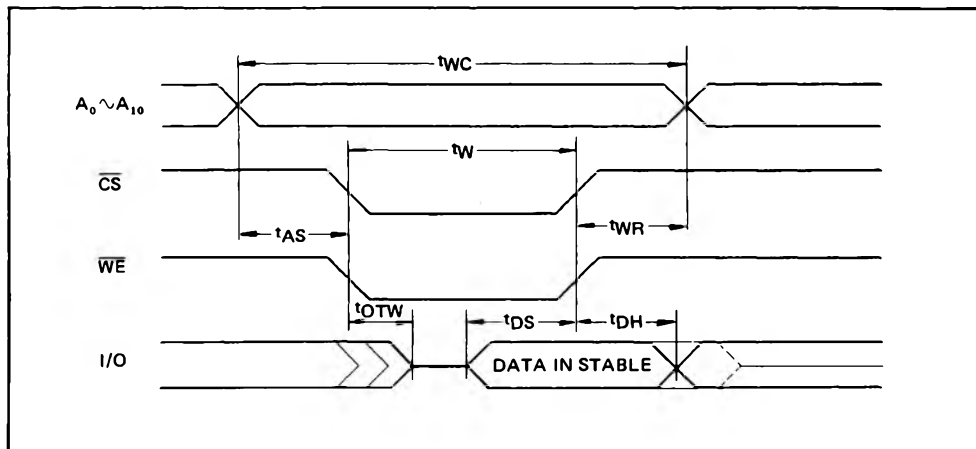 tWC
A0∿A10
tW
CS
tAS
tWR
WE
tOTW
tDS
tDH
I/O
DATA IN STABLE